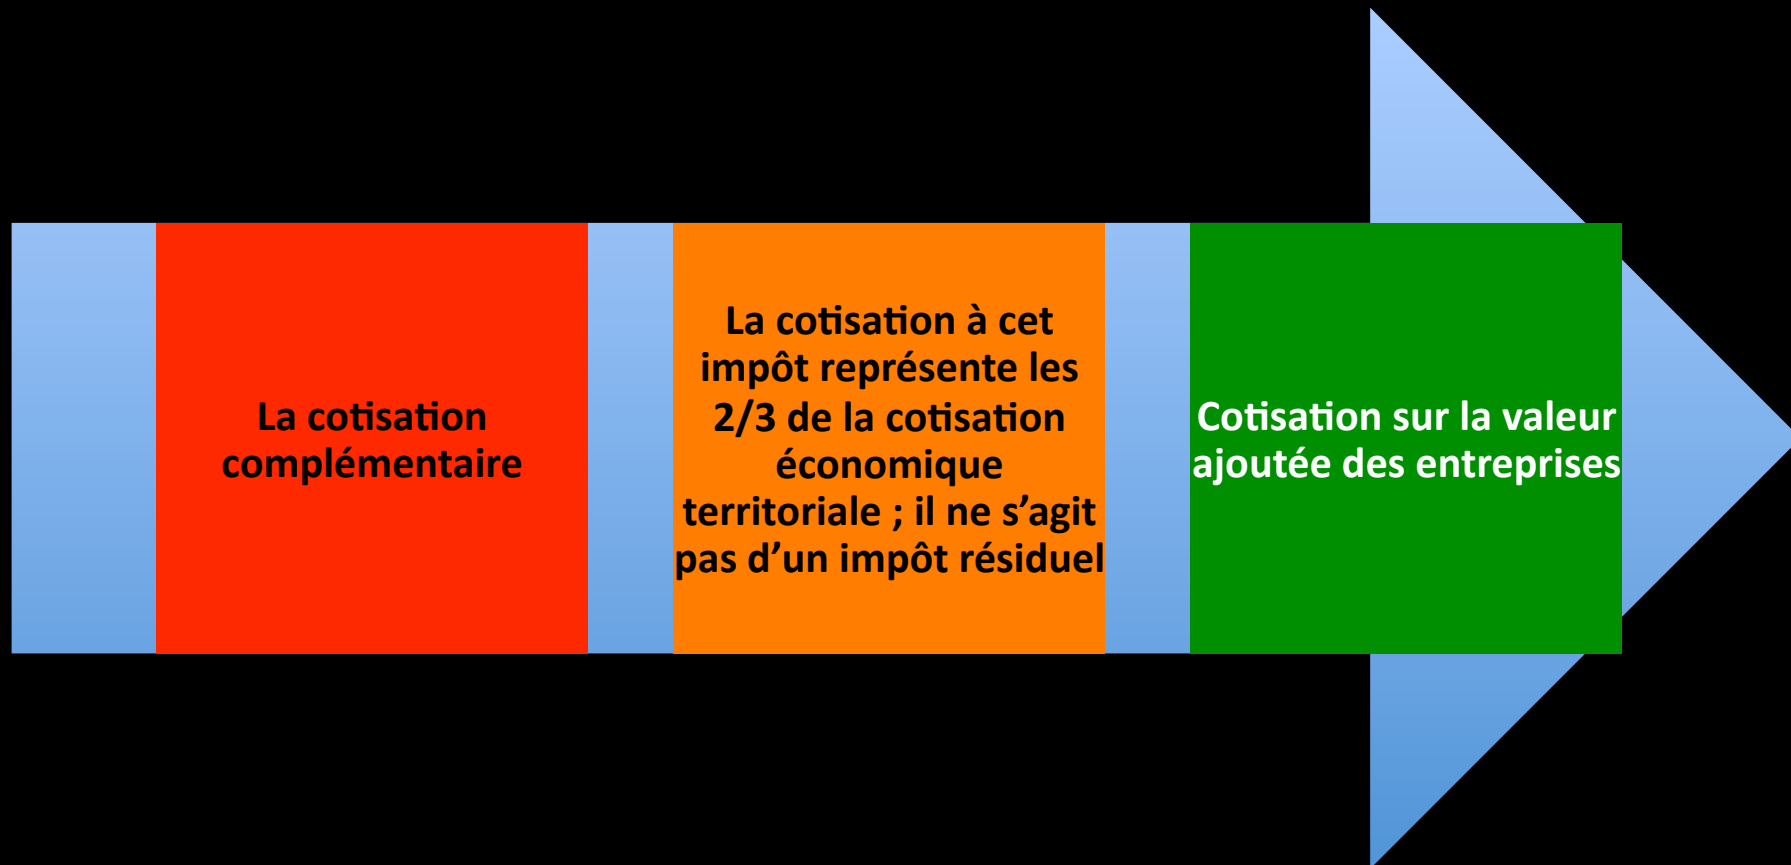 La cotisation
complémentaire
La cotisation à cet
impôt représente les
2/3 de la cotisation
économique
territoriale ; il ne s’agit
pas d’un impôt résiduel
Cotisation sur la valeur
ajoutée des entreprises